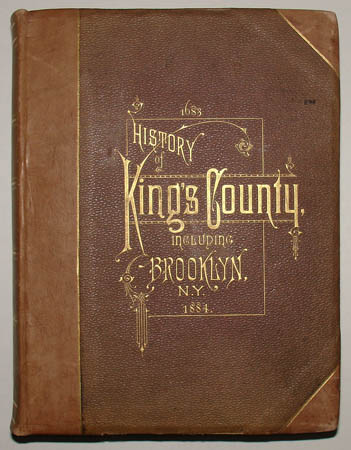 1683
HISTORY
of
King's County,
INCLUDING
BROOKLYN,
N.Y.
1884.